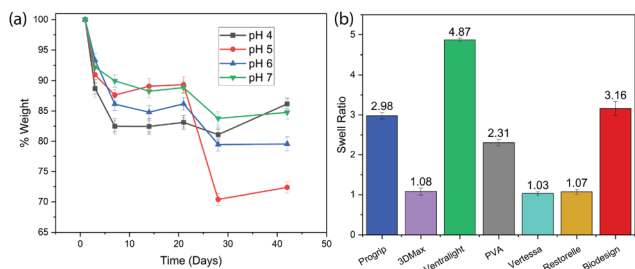 (a)
100
95
90
85
80
75
70
65
% Weight
pH 4
pH 5
pH 6
pH 7
0
10
20
30
40
50
Time (Days)
(b)
5
4
3
2
1
0
Swell Ratio
2.98
1.08
4.87
2.31
1.03
1.07
3.16
Progrip
3DMax
Ventralight
PVA
Vertessa
Restorelle
Biodesign